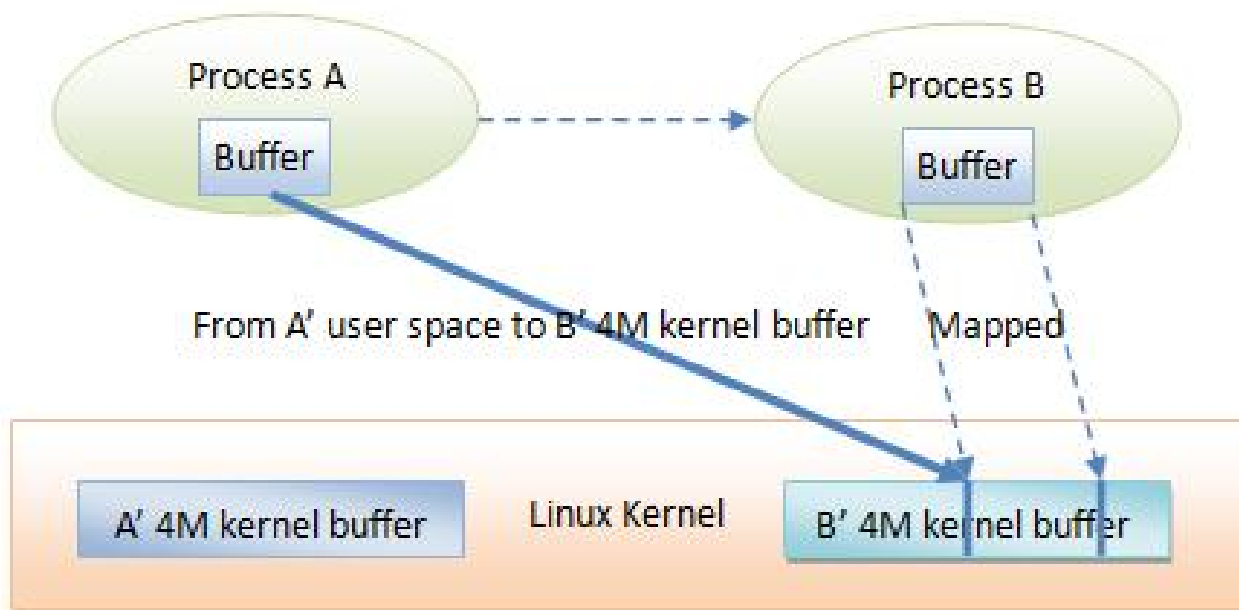 Process A
Buffer
Process B
Buffer
From A’ user space to B’ 4M kernel buffer
Mapped
A’ 4M kernel buffer
Linux Kernel
B’ 4M kernel buffer